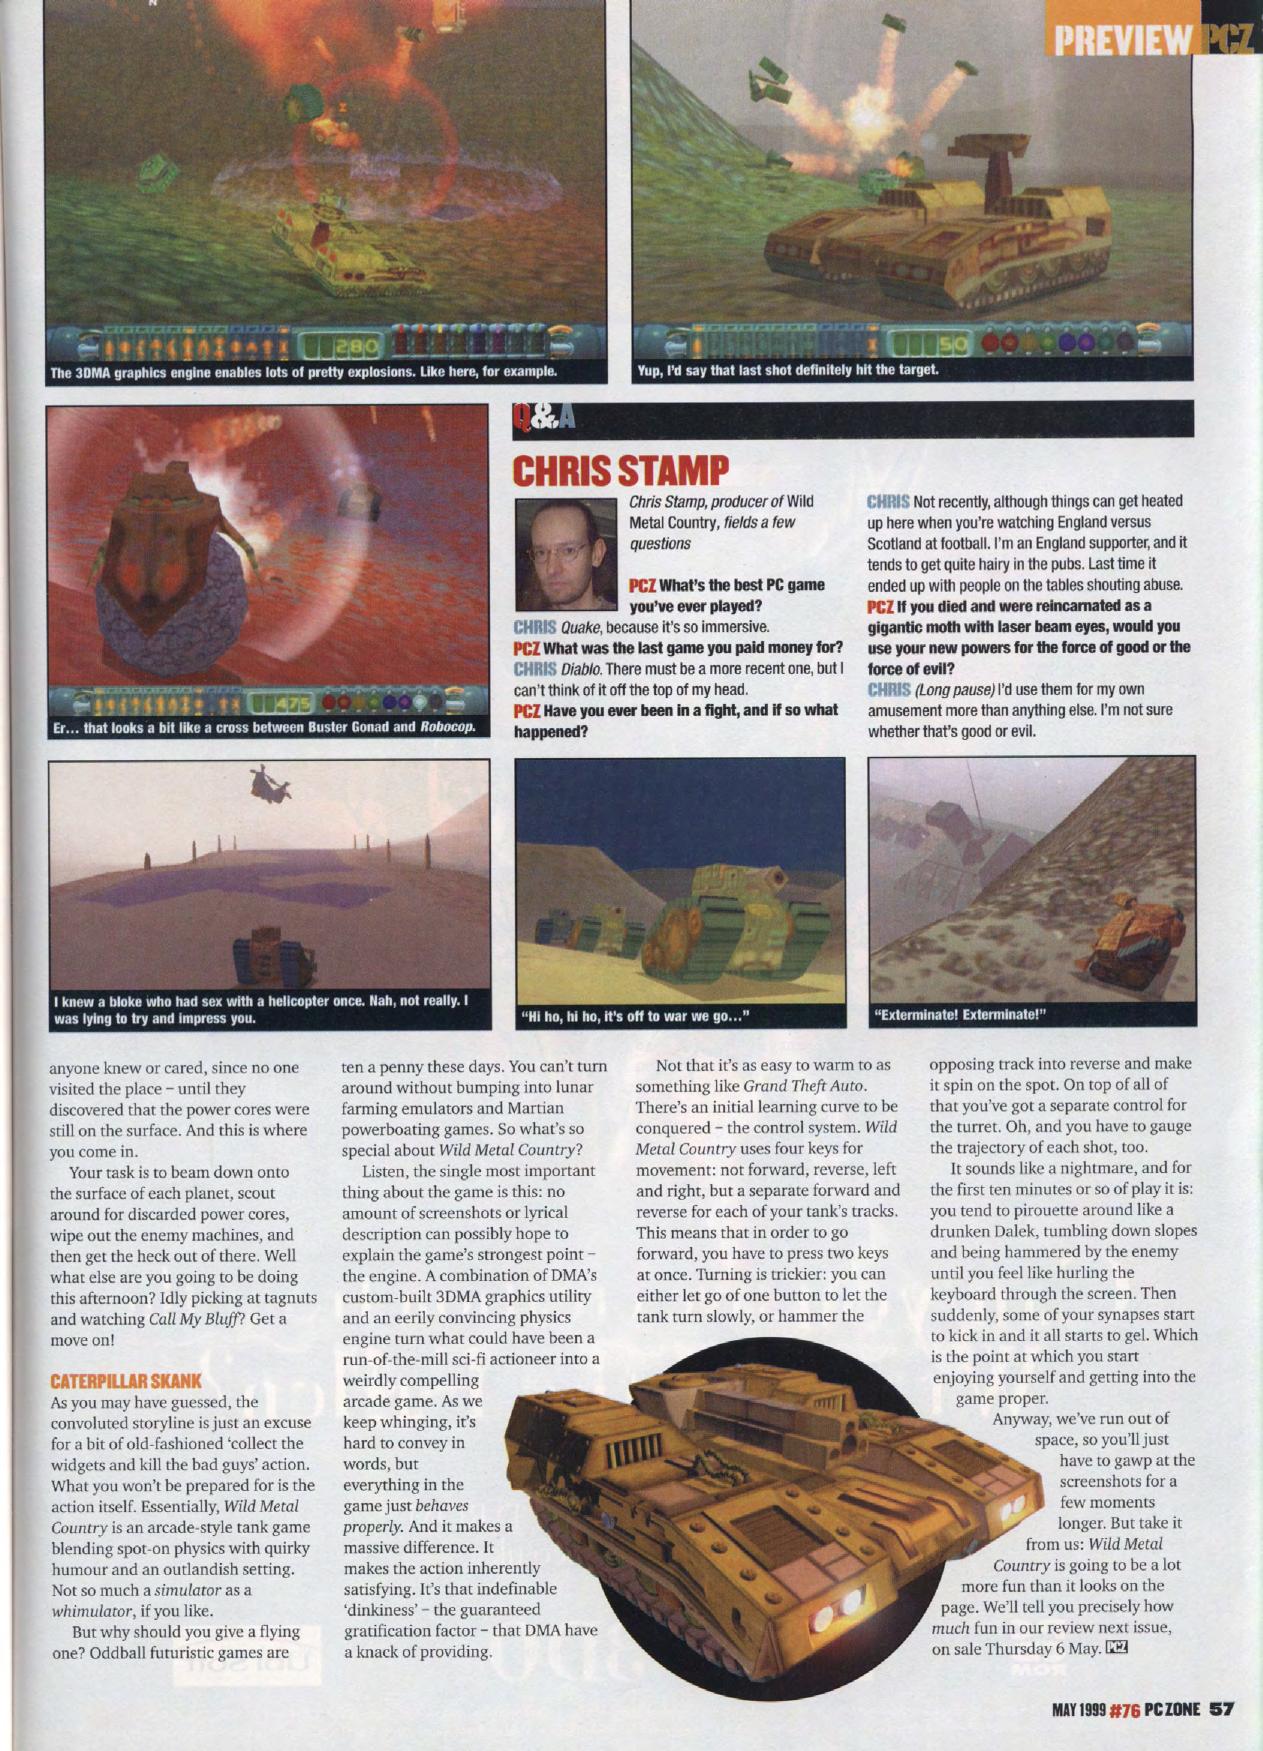 N
PREVIEW PCZ
280
The 3DMA graphics engine enables lots of pretty explosions. Like here, for example.
50
Yup, I'd say that last shot definitely hit the target.
475
Er... that looks a bit like a cross between Buster Gonad and Robocop.
Q&A
CHRIS STAMP
Chris Stamp, producer of Wild
Metal Country, fields a few
questions
PCZ What's the best PC game
you've ever played?
CHRIS Quake, because it's so immersive.
PCZ What was the last game you paid money for?
CHRIS Diablo. There must be a more recent one, but I
can't think of it off the top of my head.
PCZ Have you ever been in a fight, and if so what
happened?
CHRIS Not recently, although things can get heated
up here when you're watching England versus
Scotland at football. I'm an England supporter, and it
tends to get quite hairy in the pubs. Last time it
ended up with people on the tables shouting abuse.
PCZ If you died and were reincarnated as a
gigantic moth with laser beam eyes, would you
use your new powers for the force of good or the
force of evil?
CHRIS (Long pause) I'd use them for my own
amusement more than anything else. I'm not sure
whether that's good or evil.
I knew a bloke who had sex with a helicopter once. Nah, not really. I
was lying to try and impress you.
"Hi ho, hi ho, it's off to war we go..."
"Exterminate! Exterminate!"
anyone knew or cared, since no one
visited the place – until they
discovered that the power cores were
still on the surface. And this is where
you come in.
Your task is to beam down onto
the surface of each planet, scout
around for discarded power cores,
wipe out the enemy machines, and
then get the heck out of there. Well
what else are you going to be doing
this afternoon? Idly picking at tagnuts
and watching Call My Bluff? Get a
move on!
CATERPILLAR SKANK
As you may have guessed, the
convoluted storyline is just an excuse
for a bit of old-fashioned 'collect the
widgets and kill the bad guys' action.
What you won't be prepared for is the
action itself. Essentially, Wild Metal
Country is an arcade-style tank game
blending spot-on physics with quirky
humour and an outlandish setting.
Not so much a simulator as a
whimulator, if you like.
But why should you give a flying
one? Oddball futuristic games are
ten a penny these days. You can't turn
around without bumping into lunar
farming emulators and Martian
powerboating games. So what's so
special about Wild Metal Country?
Listen, the single most important
thing about the game is this: no
amount of screenshots or lyrical
description can possibly hope to
explain the game's strongest point –
the engine. A combination of DMA's
custom-built 3DMA graphics utility
and an eerily convincing physics
engine turn what could have been a
run-of-the-mill sci-fi actioneer into a
weirdly compelling
arcade game. As we
keep whinging, it's
hard to convey in
words, but
everything in the
game just behaves
properly. And it makes a
massive difference. It
makes the action inherently
satisfying. It's that indefinable
'dinkiness' – the guaranteed
gratification factor – that DMA have
a knack of providing.
Not that it's as easy to warm to as
something like Grand Theft Auto.
There's an initial learning curve to be
conquered – the control system. Wild
Metal Country uses four keys for
movement: not forward, reverse, left
and right, but a separate forward and
reverse for each of your tank's tracks.
This means that in order to go
forward, you have to press two keys
at once. Turning is trickier: you can
either let go of one button to let the
tank turn slowly, or hammer the
opposing track into reverse and make
it spin on the spot. On top of all of
that you've got a separate control for
the turret. Oh, and you have to gauge
the trajectory of each shot, too.
It sounds like a nightmare, and for
the first ten minutes or so of play it is:
you tend to pirouette around like a
drunken Dalek, tumbling down slopes
and being hammered by the enemy
until you feel like hurling the
keyboard through the screen. Then
suddenly, some of your synapses start
to kick in and it all starts to gel. Which
is the point at which you start
enjoying yourself and getting into the
game proper.
Anyway, we've run out of
space, so you'll just
have to gawp at the
screenshots for a
few moments
longer. But take it
from us: Wild Metal
Country is going to be a lot
more fun than it looks on the
page. We'll tell you precisely how
much fun in our review next issue,
on sale Thursday 6 May. PCZ
MAY 1999 #76 PC ZONE 57